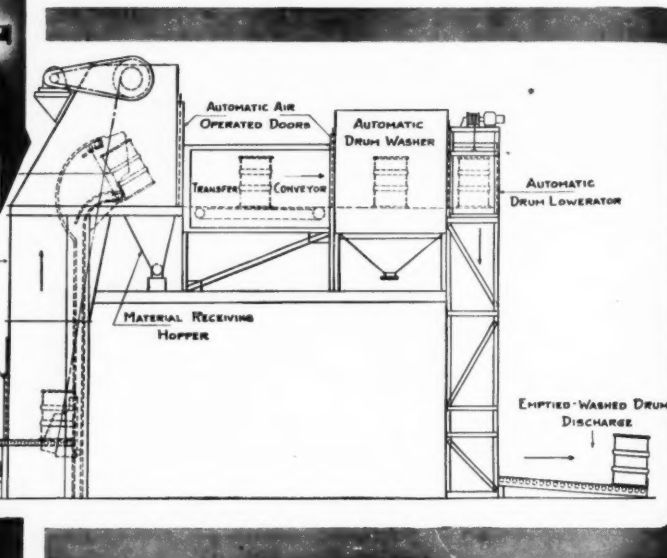 AUTOMATIC AIR
OPERATED DOORS
AUTOMATIC
DRUM WASHER
TRANSFER CONVEYOR
AUTOMATIC
DRUM LOWERATOR
MATERIAL RECEIVING
HOPPER
EMPTIED-WASHED DRUM
DISCHARGE